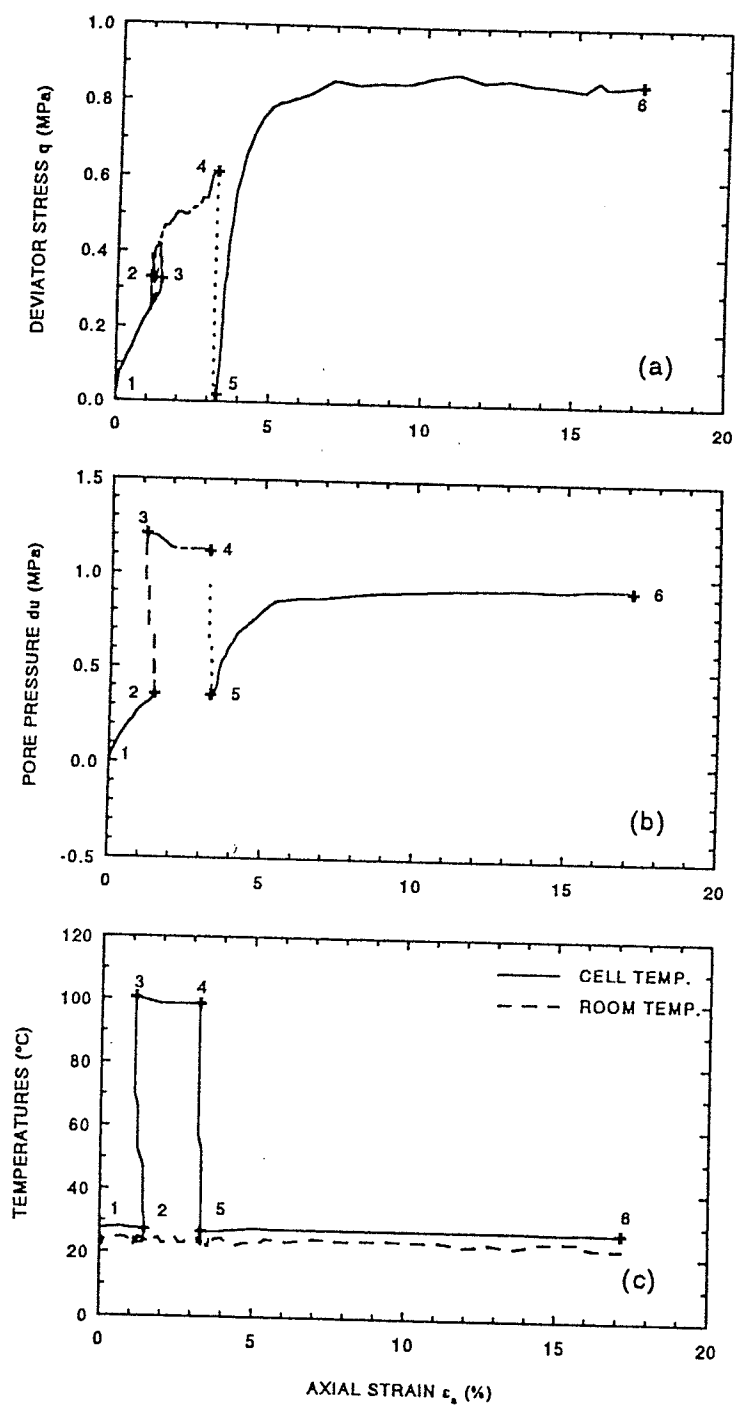 1.0
0.8
0.6
0.4
0.2
0.0
DEVIATOR STRESS q (MPa)
4
6
2 3
1
5
(a)
0 5 10 15 20
1.5
1.0
0.5
0.0
-0.5
PORE PRESSURE du (MPa)
3
4
6
2
5
1
(b)
0 5 10 15 20
120
100
80
60
40
20
0
TEMPERATURES (°C)
3 4
CELL TEMP.
ROOM TEMP.
1 2 5 6
(c)
0 5 10 15 20
AXIAL STRAIN εa (%)